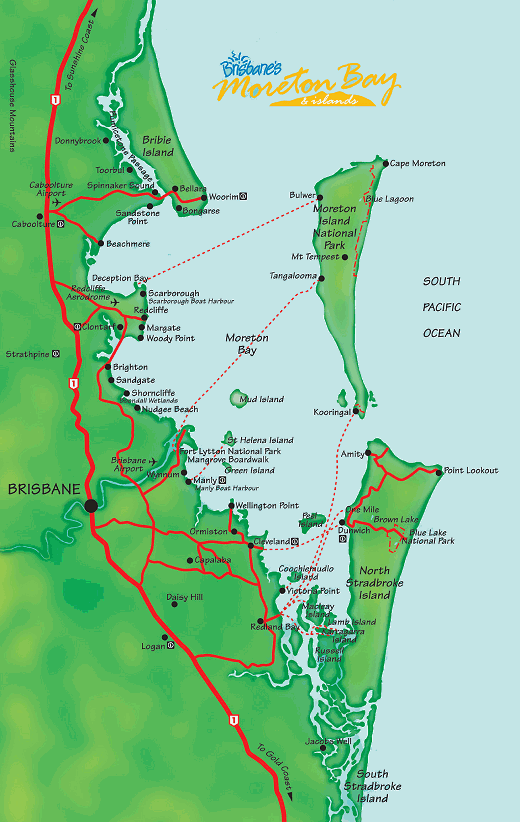 To Sunshine Coast
Brisbane's
Moreton Bay
& islands
Glasshouse Mountains
1
Donnybrook
Pumicestone Passage
Bribie
Island
Toorbul
Cape Moreton
Caboolture
Airport
Spinnaker Sound
Bellara
Woorim
i
Bulwer
Blue Lagoon
Sandstone
Point
Bongaree
Moreton
Island
National
Park
Caboolture
i
Beachmere
Mt Tempest
Deception Bay
Tangalooma
SOUTH
PACIFIC
OCEAN
Redcliffe
Aerodrome
Scarborough
Scarborough Boat Harbour
Redcliffe
i
Clontarf
Margate
Woody Point
Moreton
Bay
Strathpine
i
Brighton
1
Sandgate
Shorncliffe
Boondall Wetlands
Nudgee Beach
Mud Island
Kooringal
St Helena Island
Fort Lytton National Park
Mangrove Boardwalk
Amity
Brisbane
Airport
Green Island
Point Lookout
Wynnum
Manly
i
Manly Boat Harbour
BRISBANE
Wellington Point
One Mile
Peel
Island
Brown Lake
Dunwich
i
Blue Lake
National Park
Ormiston
Cleveland
i
Capalaba
Coochiemudlo
Island
North
Stradbroke
Island
Victoria Point
Daisy Hill
Macleay
Island
Lamb Island
Redland Bay
Karragarra
Island
Logan
i
Russell
Island
1
Jacob's Well
To Gold Coast
South
Stradbroke
Island